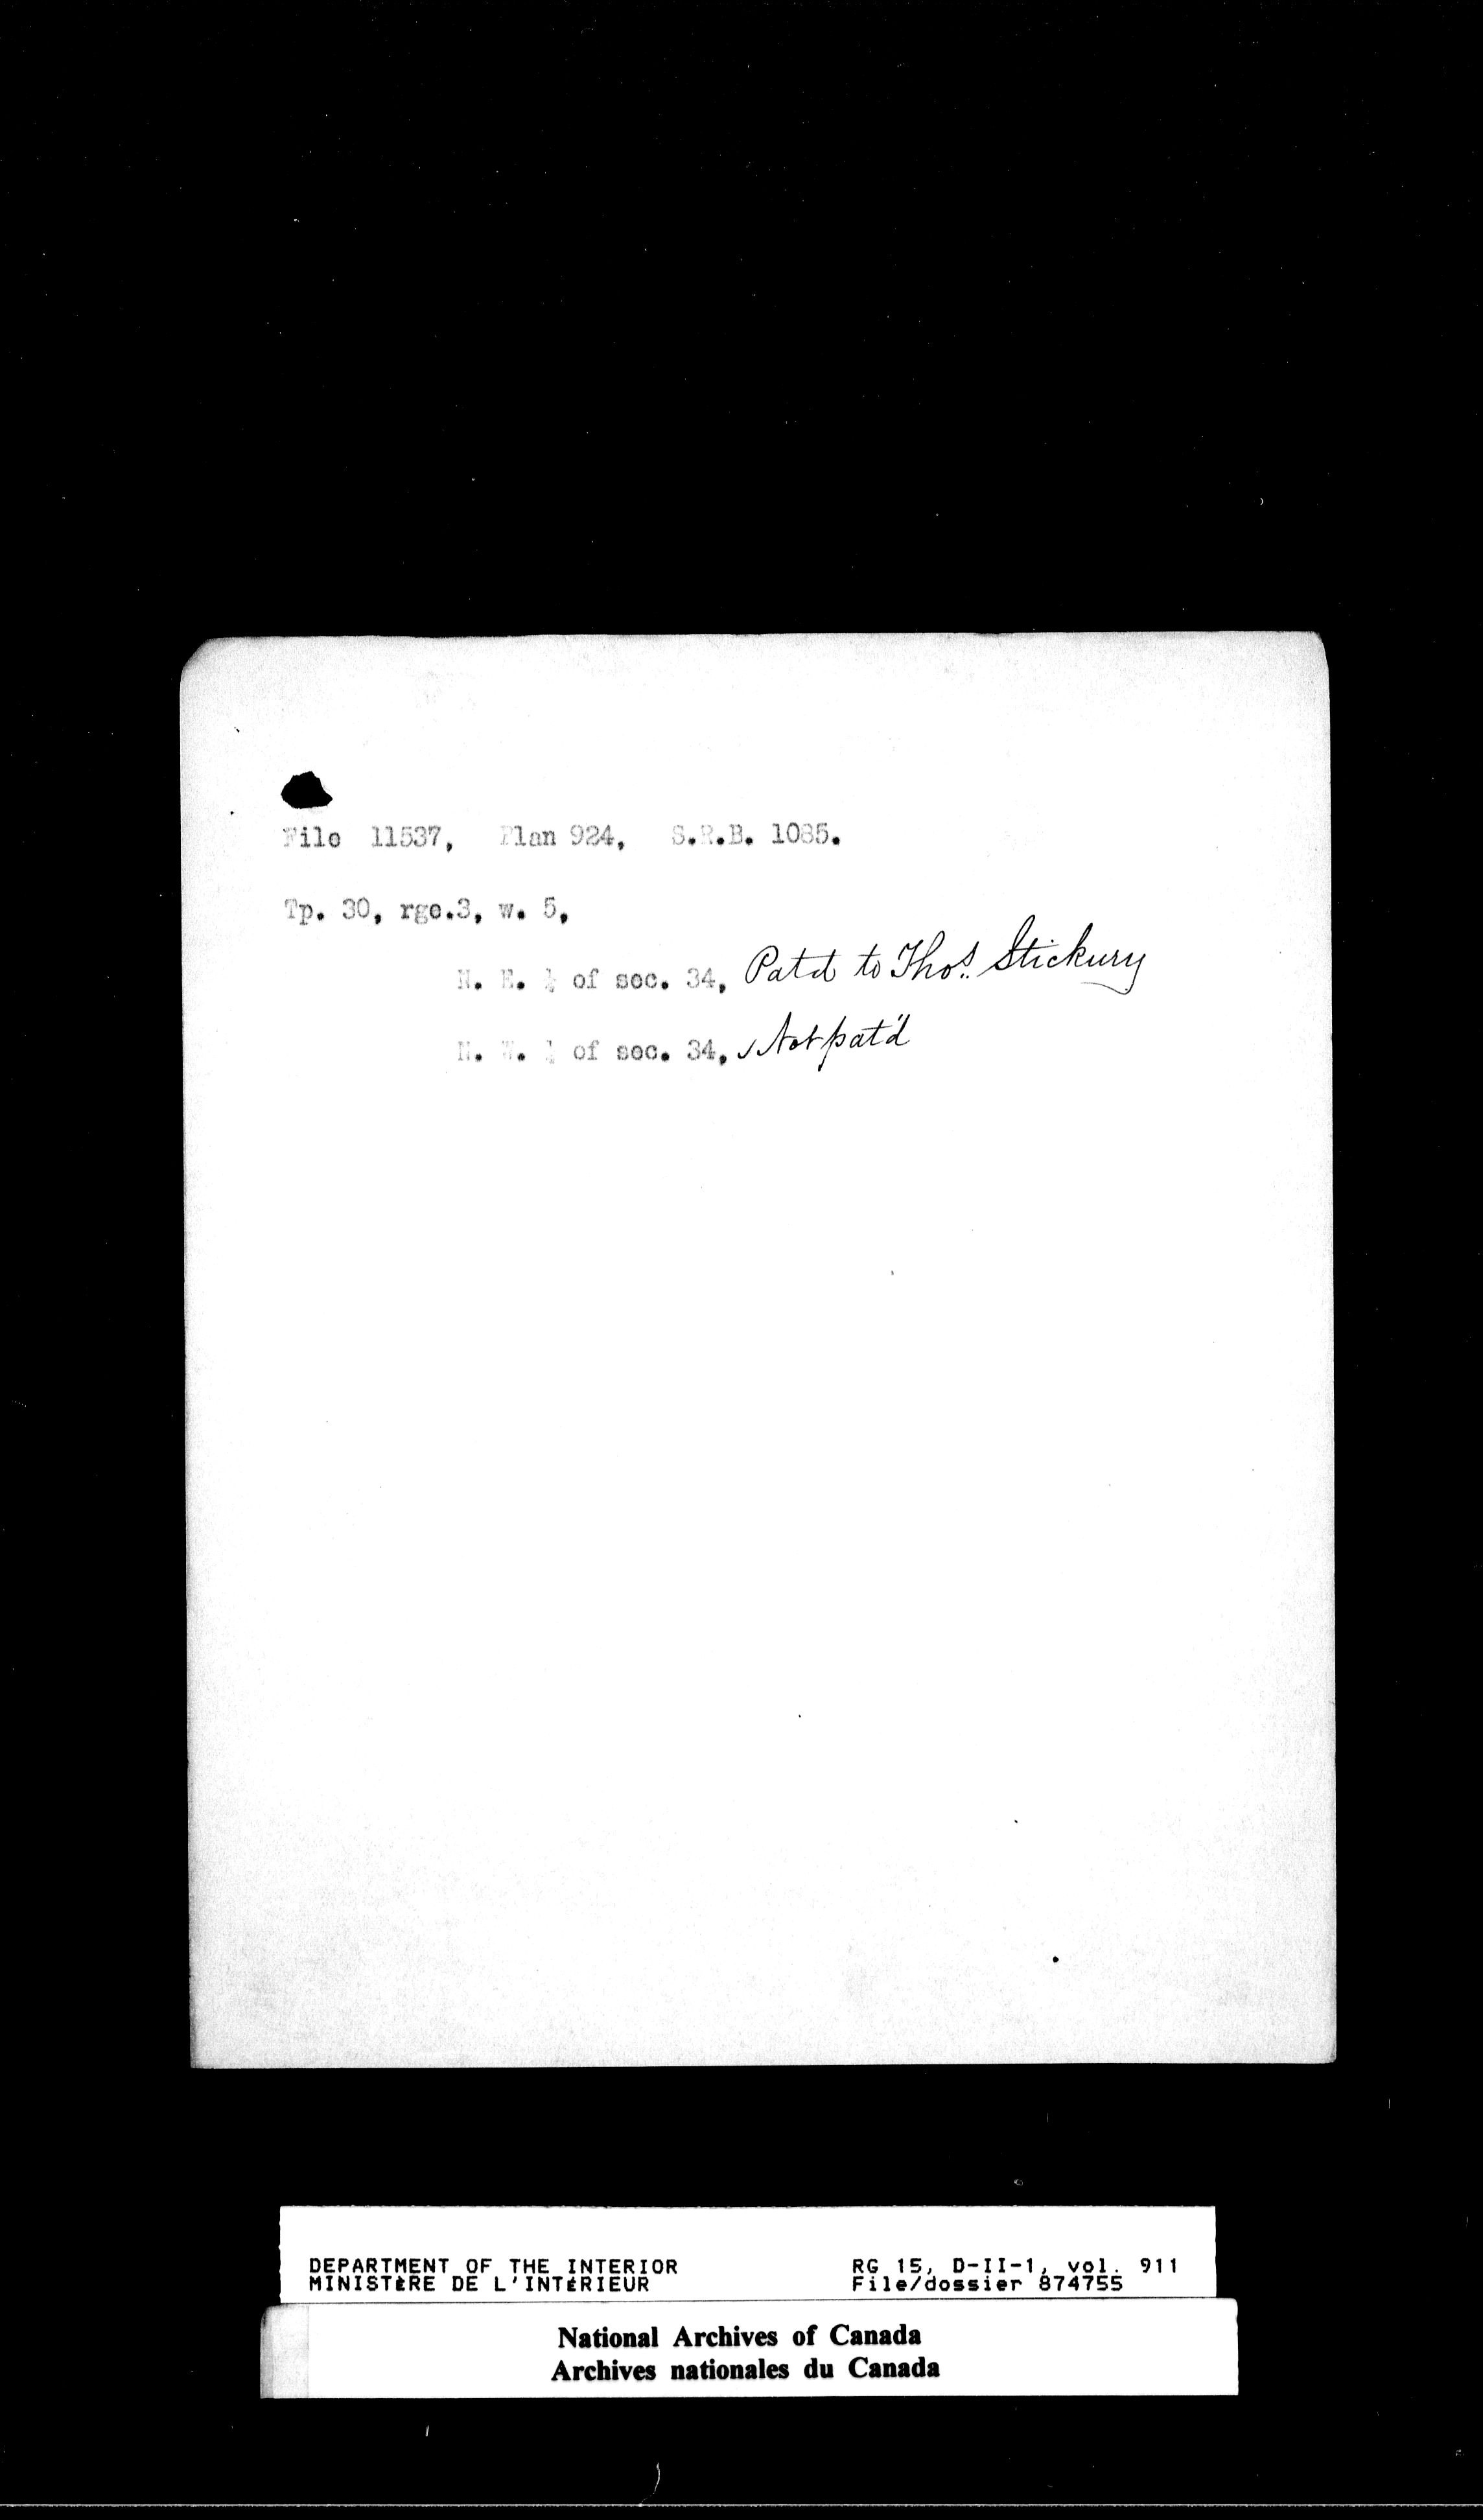 File 11537, Plan 924, S.R.B. 1085.
Tp. 30, rge.3, w. 5,
N. E. ¼ of sec. 34, Patd to Thos. Stickury
N. W. ¼ of sec. 34, ✓ Not pat'd
DEPARTMENT OF THE INTERIOR RG 15, D-II-1, vol. 911
MINISTÈRE DE L'INTÉRIEUR File/dossier 874755
National Archives of Canada
Archives nationales du Canada